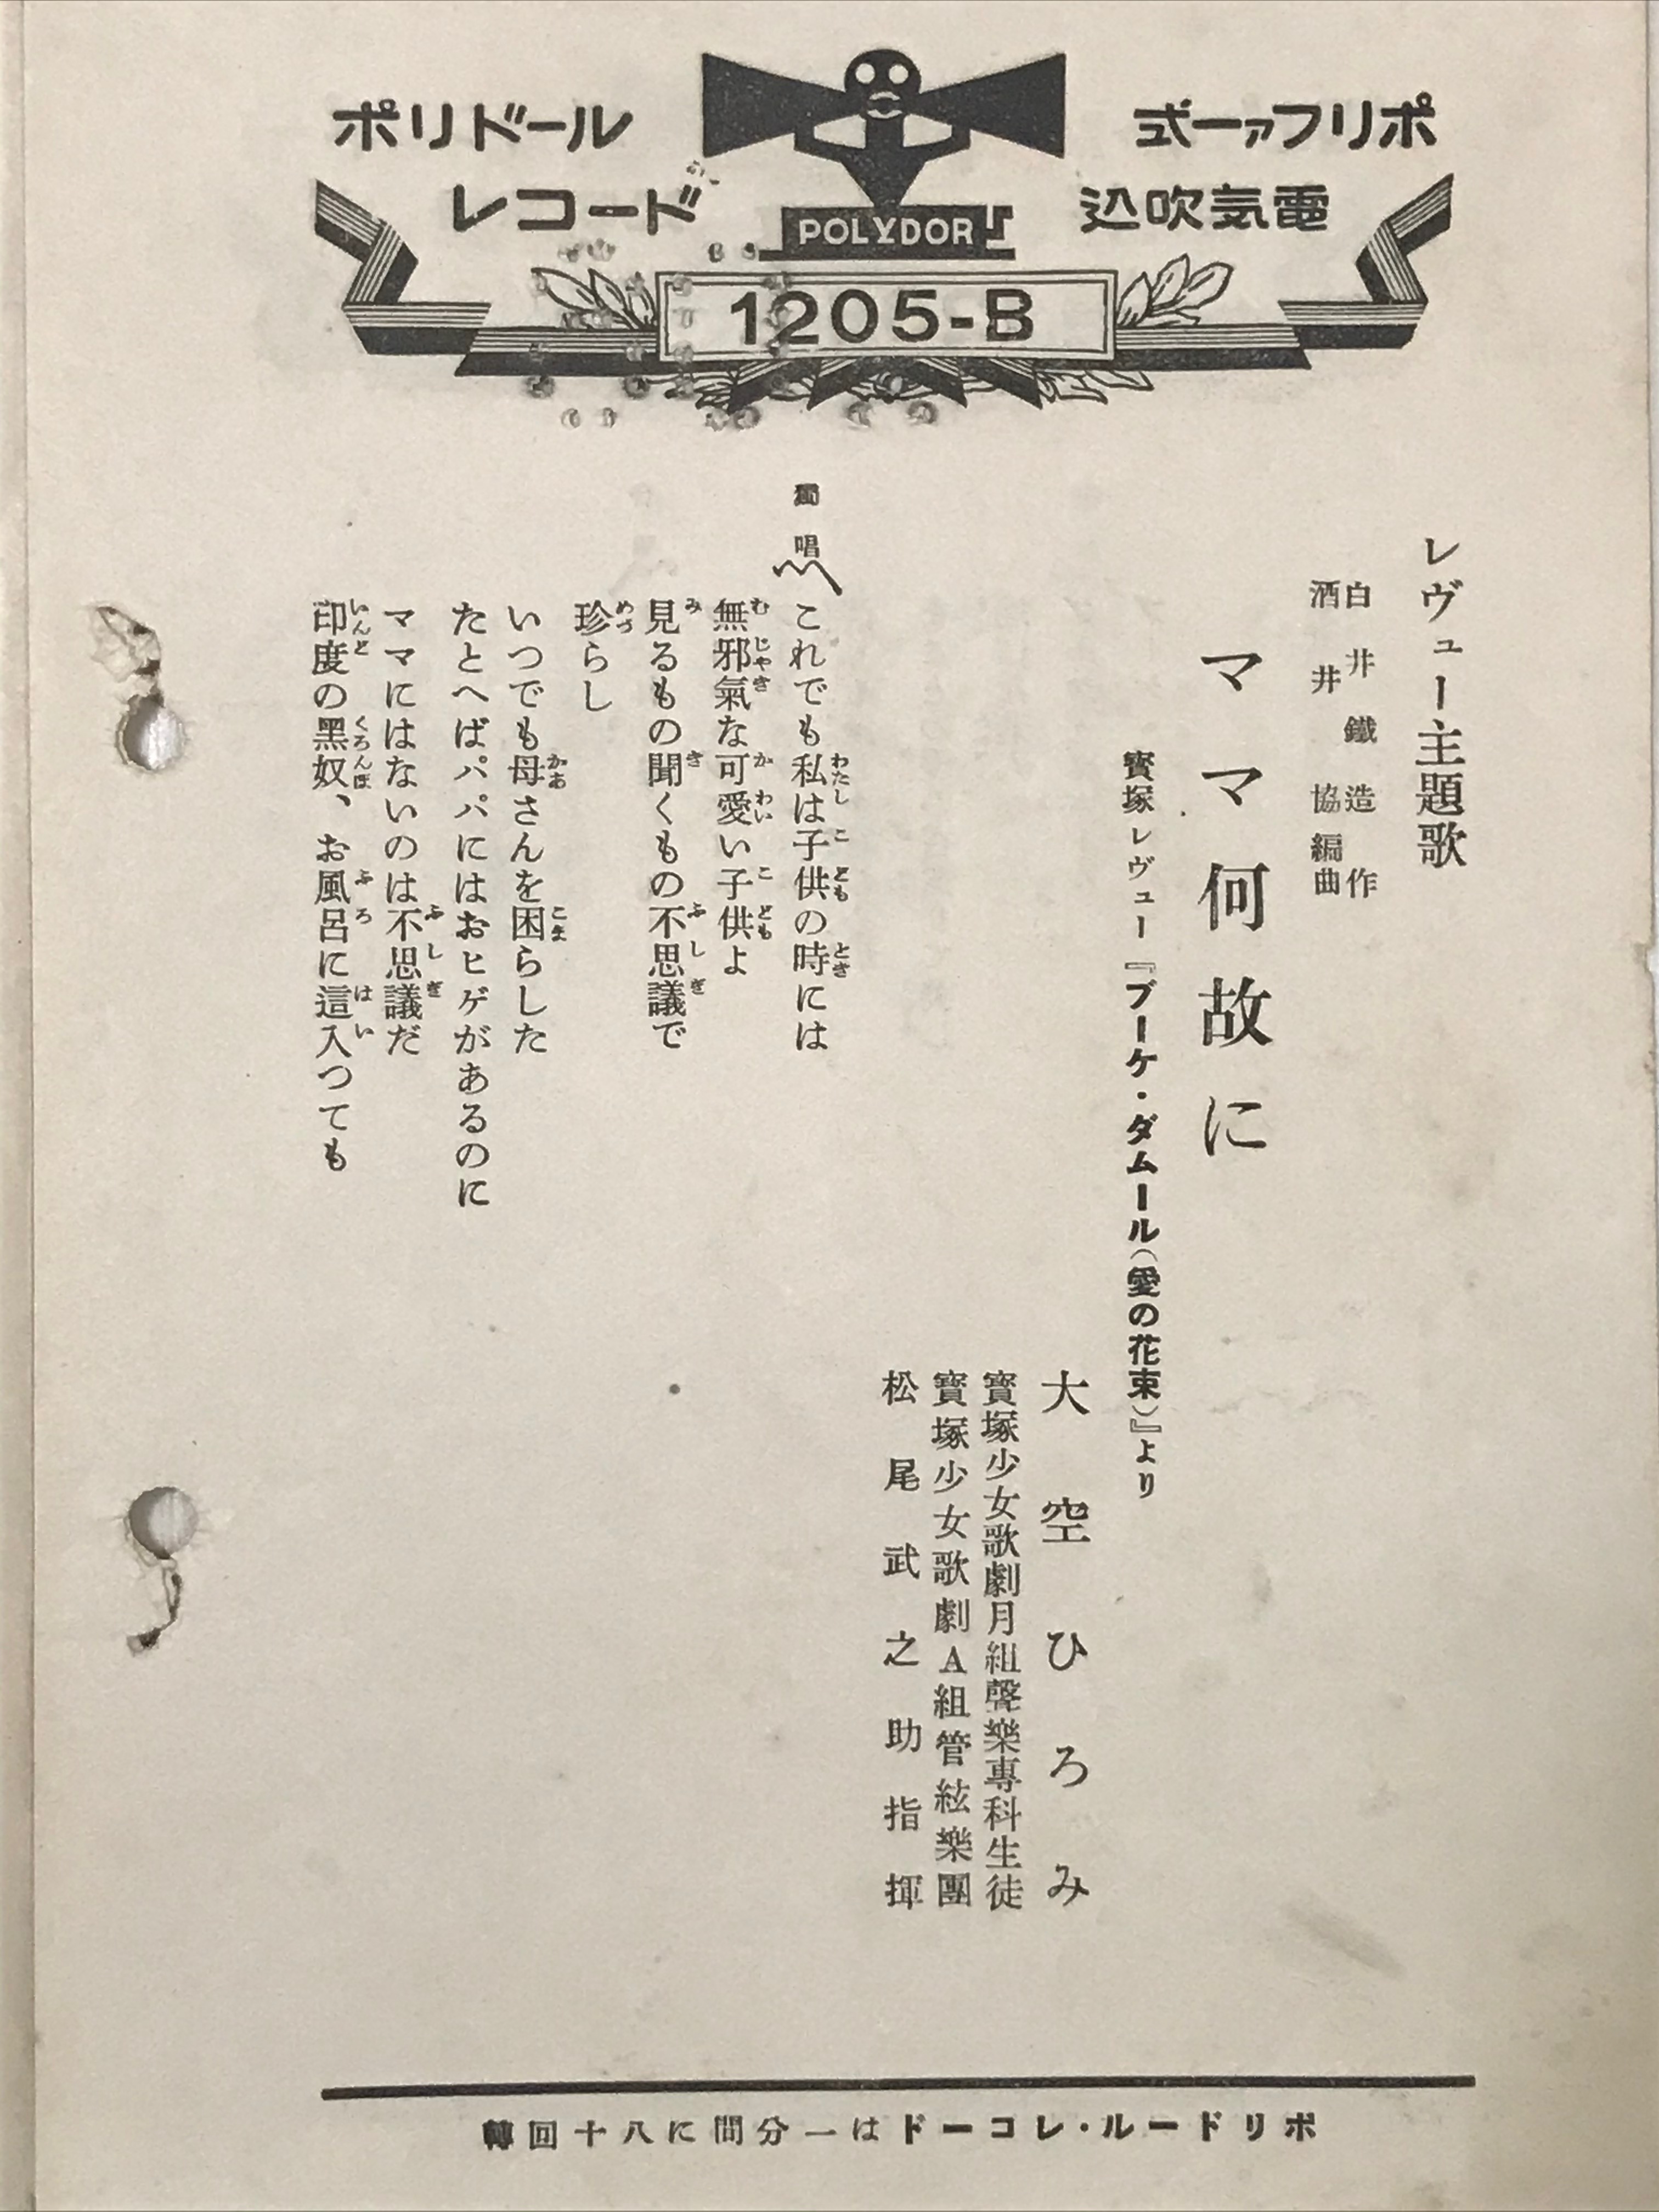 ポリドール
レコード
ポリファー式
電気吹込
POLYDOR
1205-B
レヴュー主題歌
白井鐵造作
酒井協編曲
ママ何故に
寳塚レヴュー『ブーケ・ダムール(愛の花束)』より
大空ひろみ
寳塚少女歌劇月組聲樂專科生徒
寳塚少女歌劇A組管絃樂團
松尾武之助指揮
獨唱
これでも私は子供の時には
無邪氣な可愛い子供よ
見るもの聞くもの不思議で
珍らし
いつでも母さんを困らした
たとへばパパにはおヒゲがあるのに
ママにはないのは不思議だ
印度の黑奴、お風呂に這入つても
ポリドール・レコードは一分間に八十回轉